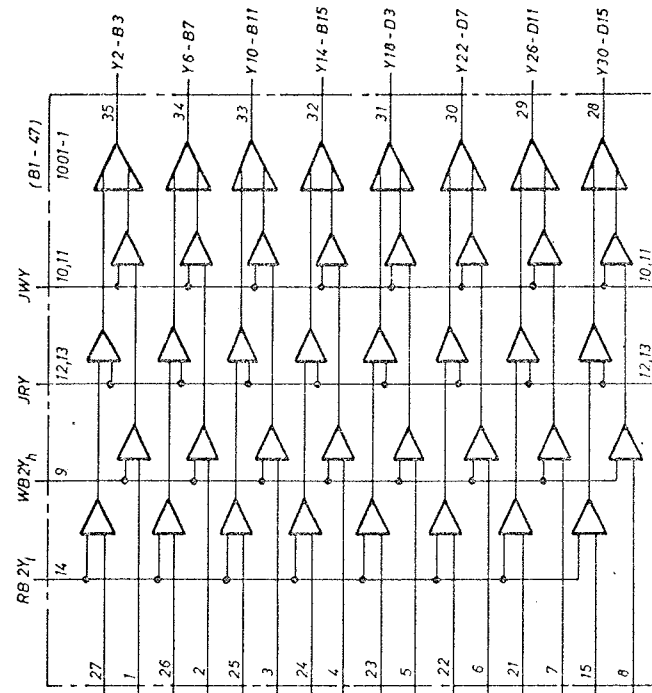 Y2-B3
Y6-B7
Y10-B11
Y14-B15
Y18-D3
Y22-D7
Y26-D11
Y30-D15
(B1-47)
1001-1
35
34
33
32
31
30
29
28
JWY
10,11
10,11
JRY
12,13
12,13
WB2Yh
9
RB2Yl
14
27
1
26
2
25
3
24
4
23
5
22
6
21
7
15
8